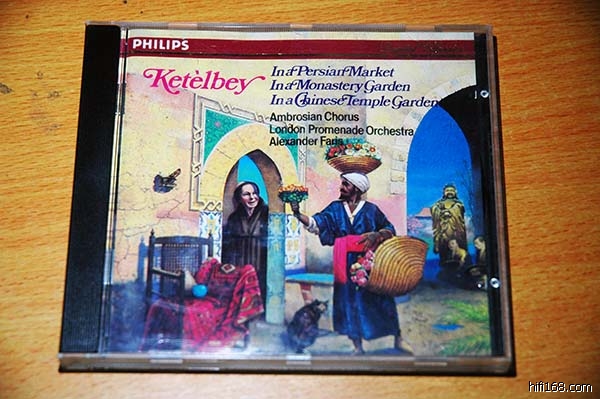 PHILIPS
Ketèlbey
In a Persian Market
In a Monastery Garden
In a Chinese Temple Garden
Ambrosian Chorus
London Promenade Orchestra
Alexander Faris
hifi168.com